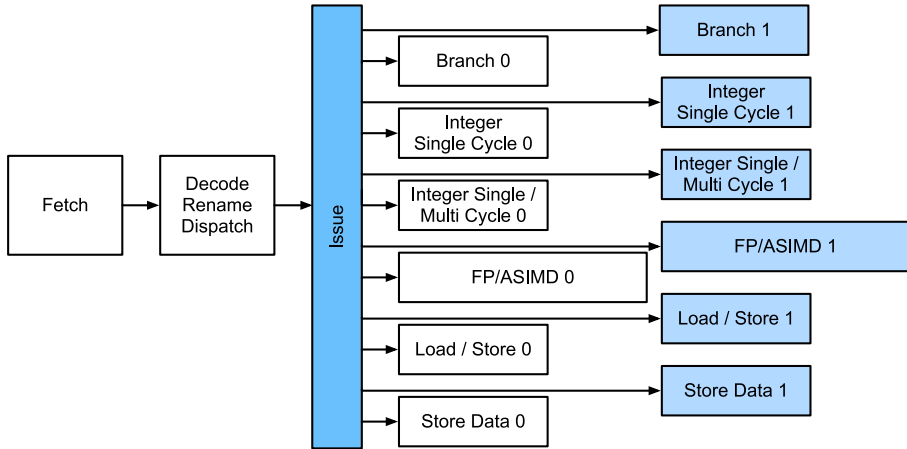 Fetch
Decode
Rename
Dispatch
Issue
Branch 1
Branch 0
Integer
Single Cycle 1
Integer
Single Cycle 0
Integer Single /
Multi Cycle 1
Integer Single /
Multi Cycle 0
FP/ASIMD 1
FP/ASIMD 0
Load / Store 1
Load / Store 0
Store Data 1
Store Data 0